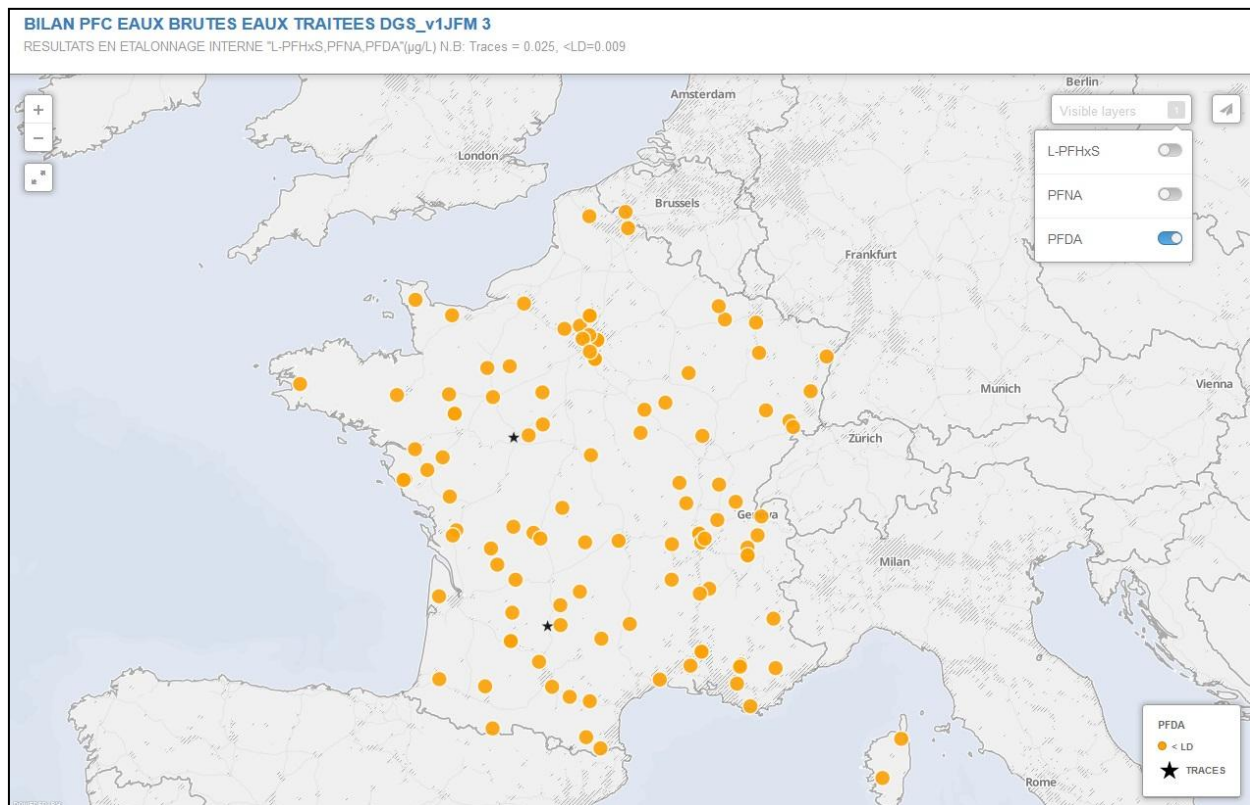 BILAN PFC EAUX BRUTES EAUX TRAITEES DGS_v1JFM 3
RESULTATS EN ETALONNAGE INTERNE "L-PFHxS,PFNA,PFDA"(µg/L) N.B: Traces = 0.025, <LD=0.009
Berlin
Amsterdam
Visible layers 1
+
−
L-PFHxS
London
PFNA
Brussels
PFDA
Frankfurt
Munich
Vienna
Zürich
Geneva
Milan
PFDA
< LD
TRACES
Rome